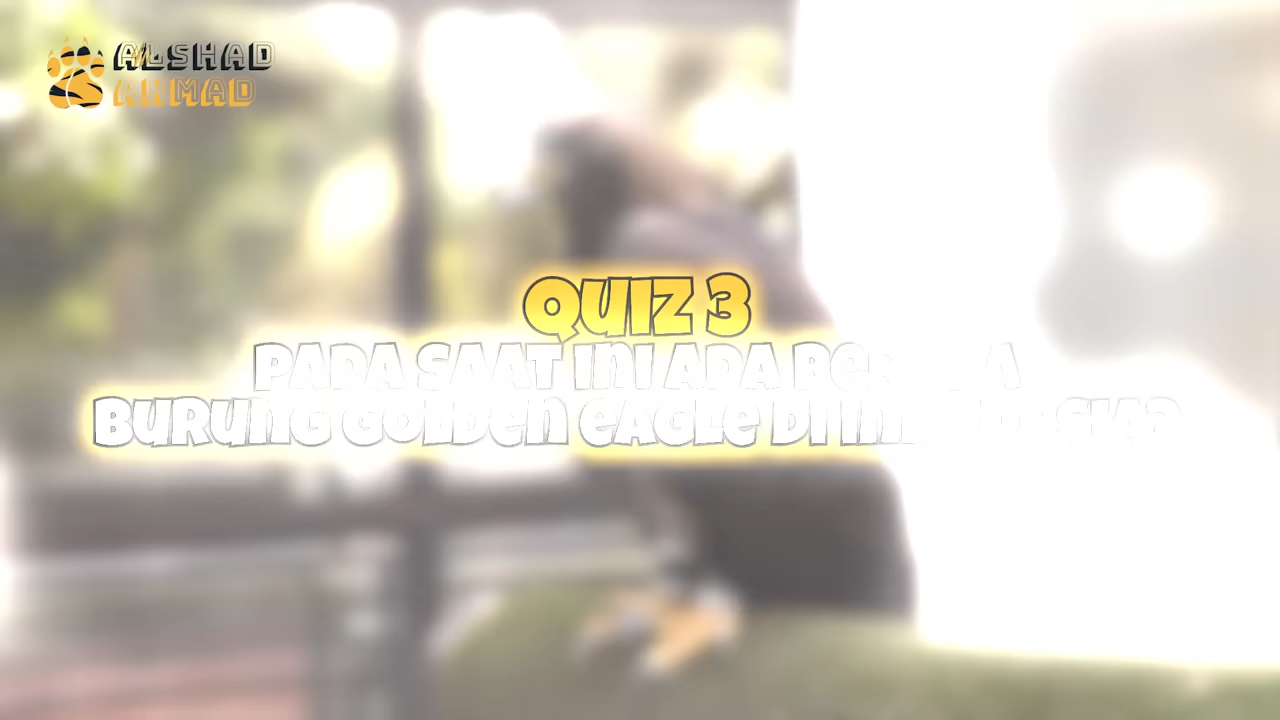 ALSHAD
AHMAD
QUIZ 3
PADA SAAT INI ADA
BURUNG GOLDEN EAGLE DI